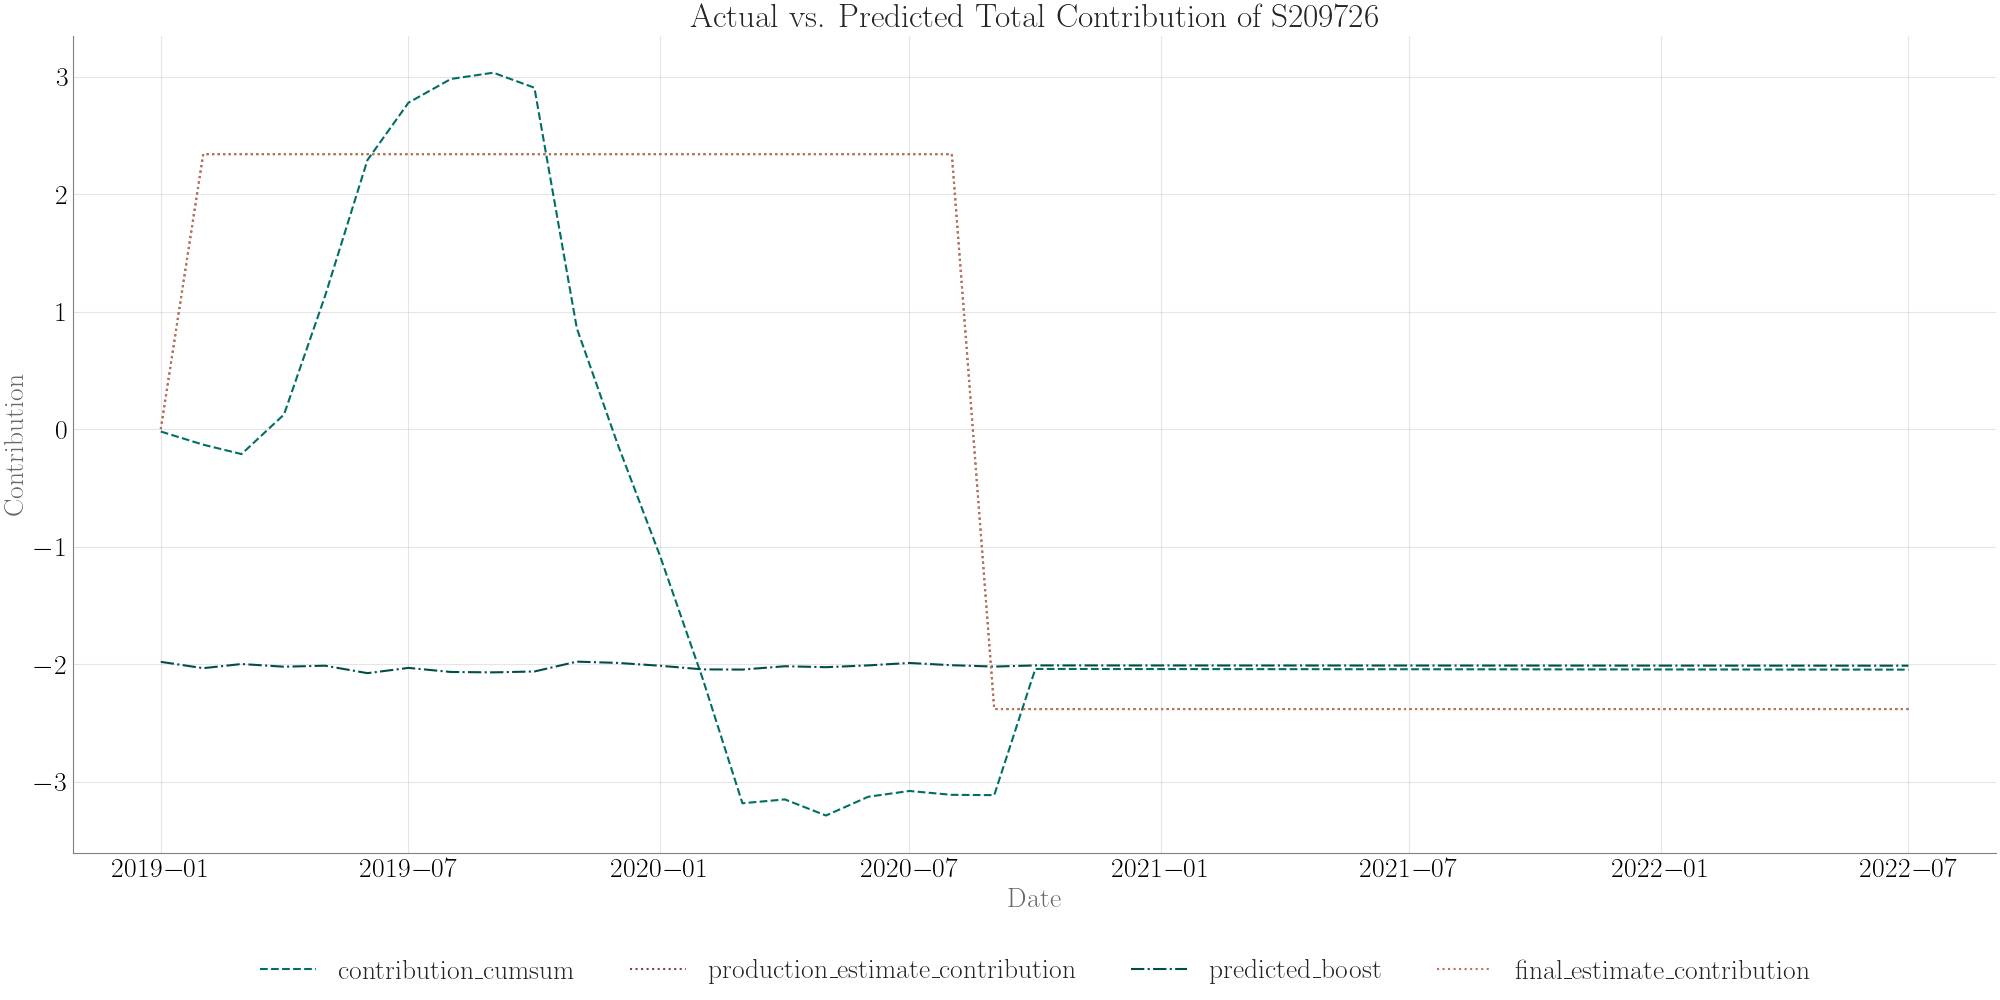 Actual vs. Predicted Total Contribution of S209726
3
2
1
0
−1
−2
−3
Contribution
2019−01 2019−07 2020−01 2020−07 2021−01 2021−07 2022−01 2022−07
Date
contribution_cumsum production_estimate_contribution predicted_boost final_estimate_contribution